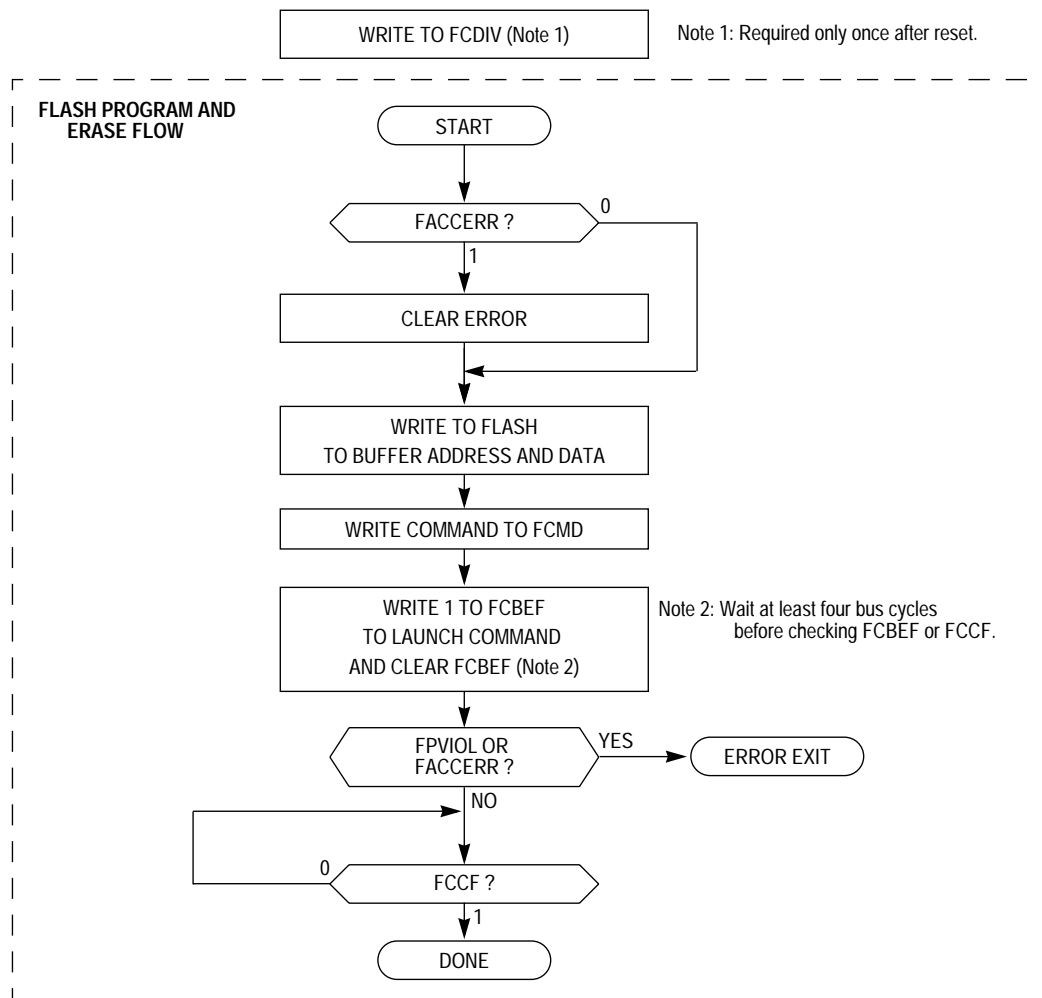 WRITE TO FCDIV (Note 1)
Note 1: Required only once after reset.
FLASH PROGRAM AND
ERASE FLOW
START
FACCERR ?
0
1
CLEAR ERROR
WRITE TO FLASH
TO BUFFER ADDRESS AND DATA
WRITE COMMAND TO FCMD
WRITE 1 TO FCBEF
TO LAUNCH COMMAND
AND CLEAR FCBEF (Note 2)
Note 2: Wait at least four bus cycles
before checking FCBEF or FCCF.
FPVIOL OR
FACCERR ?
YES
ERROR EXIT
NO
0
FCCF ?
1
DONE